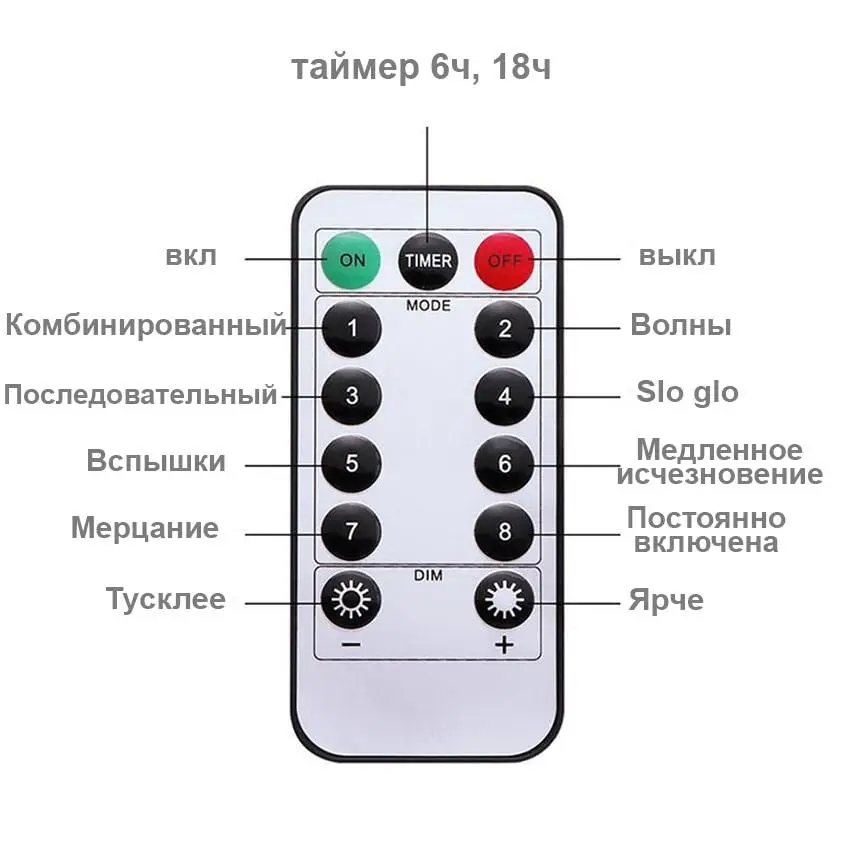 таймер 6ч, 18ч
вкл
ON
TIMER
OFF
выкл
MODE
Комбинированный
1
2
Волны
Последовательный
3
4
Slo glo
Вспышки
5
6
Медленное
исчезновение
Мерцание
7
8
Постоянно
включена
DIM
Тусклее
Ярче
− +